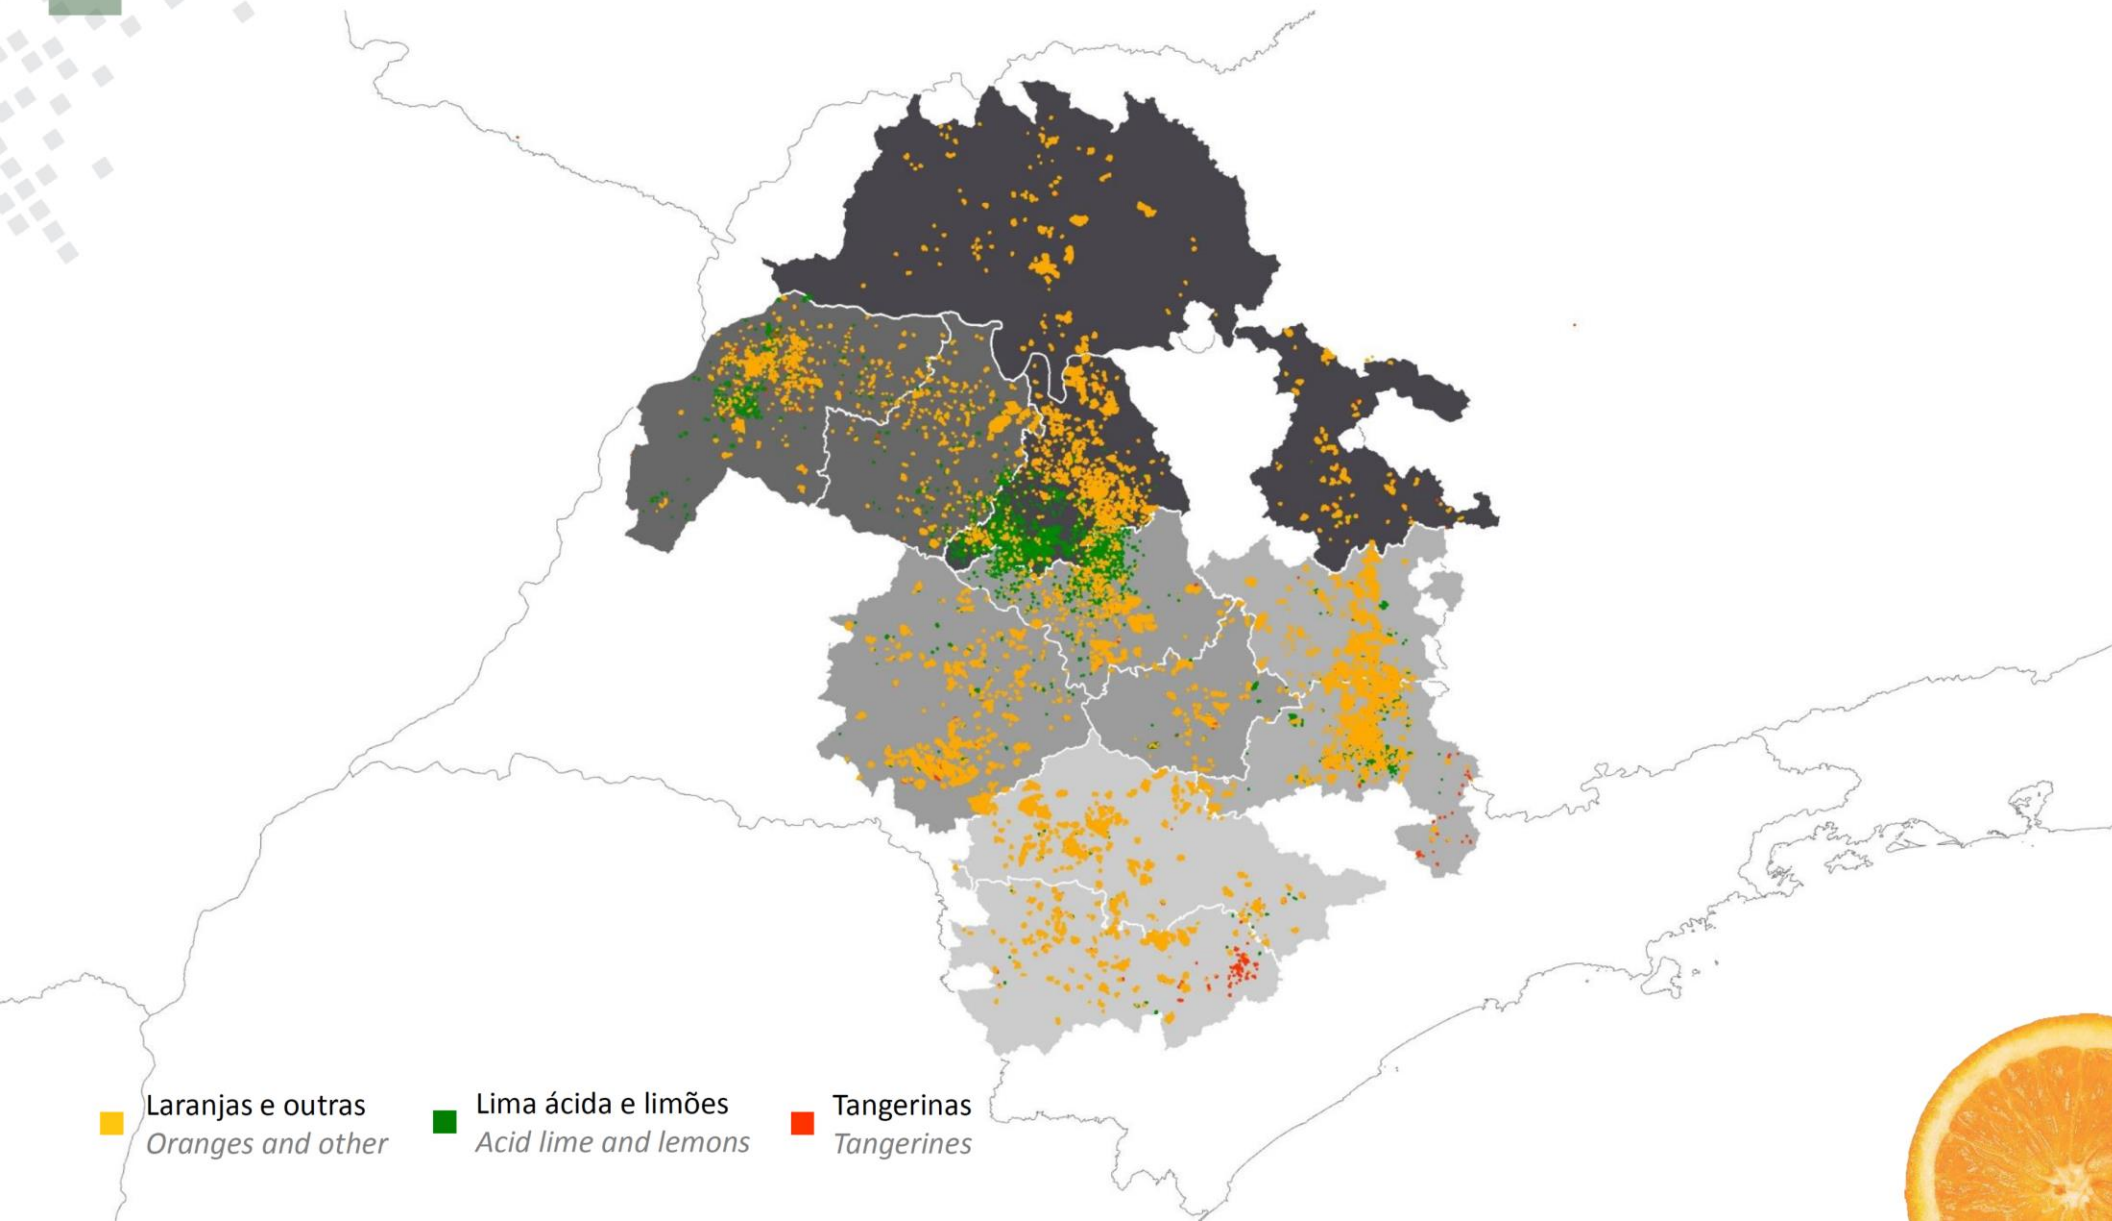 Laranjas e outras
Oranges and other
Lima ácida e limões
Acid lime and lemons
Tangerinas
Tangerines